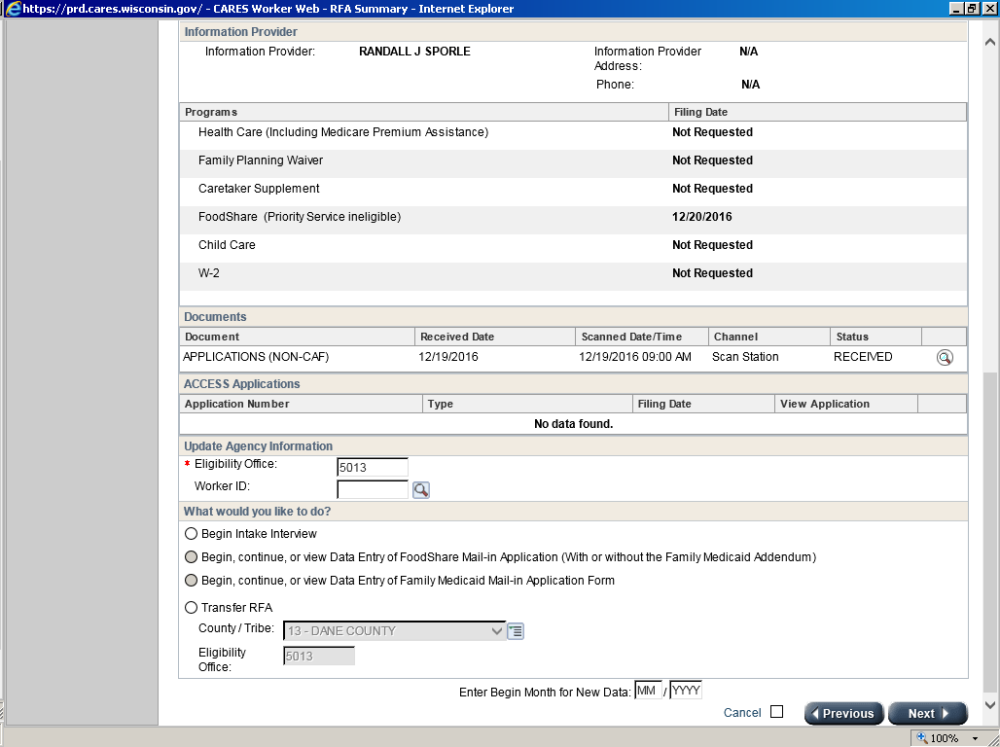 https://prd.cares.wisconsin.gov/ - CARES Worker Web - RFA Summary - Internet Explorer
Information Provider
Information Provider: RANDALL J SPORLE Information Provider Address: N/A
Phone: N/A
Programs Filing Date
Health Care (Including Medicare Premium Assistance) Not Requested
Family Planning Waiver Not Requested
Caretaker Supplement Not Requested
FoodShare (Priority Service ineligible) 12/20/2016
Child Care Not Requested
W-2 Not Requested
Documents
Document Received Date Scanned Date/Time Channel Status
APPLICATIONS (NON-CAF) 12/19/2016 12/19/2016 09:00 AM Scan Station RECEIVED
ACCESS Applications
Application Number Type Filing Date View Application
No data found.
Update Agency Information
* Eligibility Office: 5013
Worker ID:
What would you like to do?
Begin Intake Interview
Begin, continue, or view Data Entry of FoodShare Mail-in Application (With or without the Family Medicaid Addendum)
Begin, continue, or view Data Entry of Family Medicaid Mail-in Application Form
Transfer RFA
County / Tribe: 13 - DANE COUNTY
Eligibility Office: 5013
Enter Begin Month for New Data: MM / YYYY
Cancel Previous Next
100%